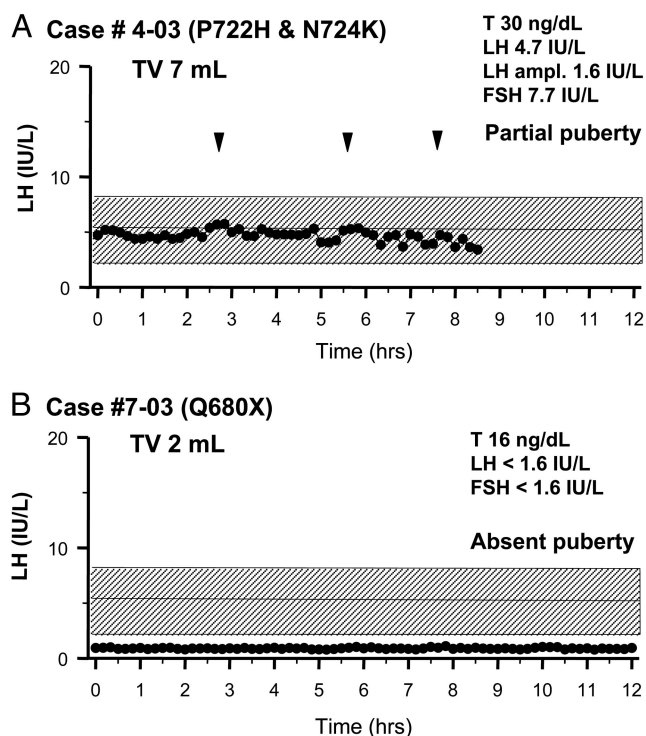 A Case # 4-03 (P722H & N724K)
T 30 ng/dL
LH 4.7 IU/L
LH ampl. 1.6 IU/L
FSH 7.7 IU/L
TV 7 mL
Partial puberty
20
10
0
LH (IU/L)
0 1 2 3 4 5 6 7 8 9 10 11 12
Time (hrs)
B Case #7-03 (Q680X)
T 16 ng/dL
LH < 1.6 IU/L
FSH < 1.6 IU/L
TV 2 mL
Absent puberty
20
10
0
LH (IU/L)
0 1 2 3 4 5 6 7 8 9 10 11 12
Time (hrs)